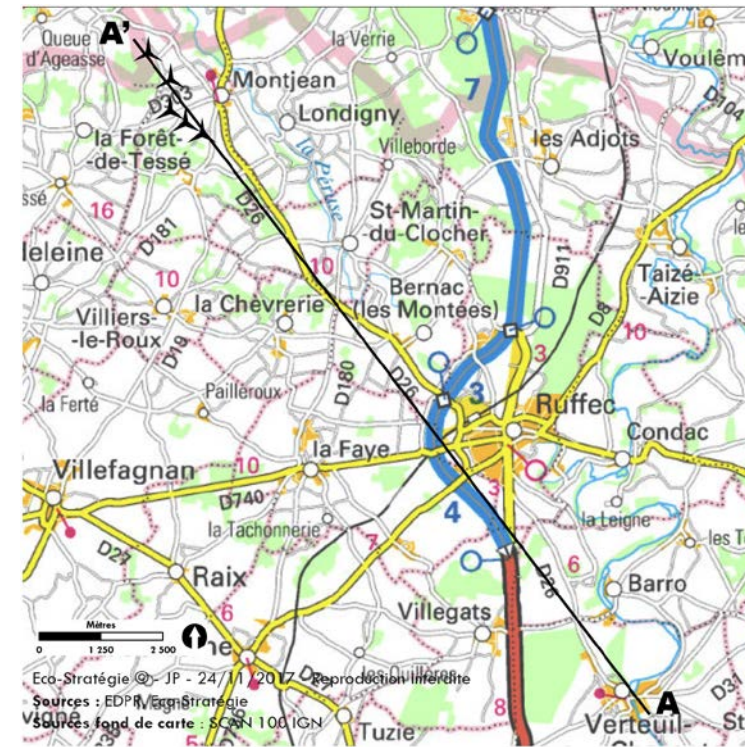 Queue
d'Ageasse
A'
la Verrie
7
Voulêm
Montjean
D104
Londigny
la Péruse
les Adjots
la Forêt-
-de-Tessé
Villeborde
16
D26
D181
St-Martin-
-du-Clocher
D911
10
10
Taizé-
-Aizie
Bernac
(les Montées)
la Chèvrerie
D8
10
Villiers-
-le-Roux
D19
3
D180
D26
3
la Ferté
Pailleroux
Ruffec
la Faye
Condac
10
Villefagnan
D740
3
la Tachonnerie
4
la Leigne
D27
7
D26
6
Raix
Barro
6
Villegats
Mètres
0 1 250 2 500
Eco-Stratégie © - JP - 24/11/2017 - Reproduction interdite
Sources : EDPR, Eco-Stratégie
Sources fond de carte : SCAN 100 IGN
A
D31
8
Verteuil-
Tuzie